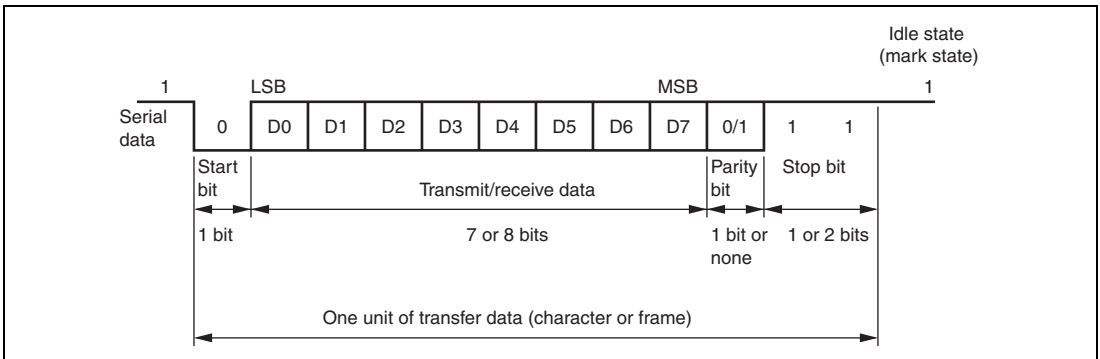 Idle state
(mark state)
1 LSB MSB 1
Serial
data
0 D0 D1 D2 D3 D4 D5 D6 D7 0/1 1 1
Start
bit
Transmit/receive data
Parity
bit
Stop bit
1 bit 7 or 8 bits 1 bit or
none
1 or 2 bits
One unit of transfer data (character or frame)